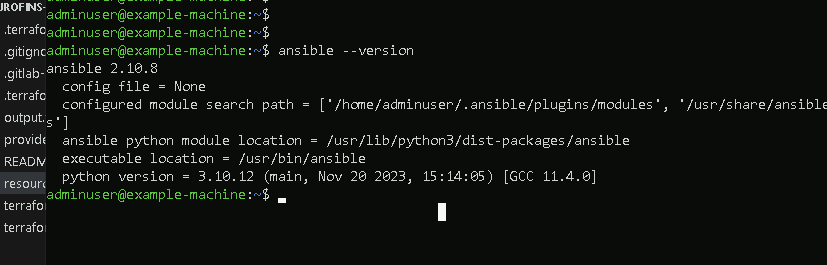 UROFINS-
.terrafo
.gitigno
.gitlab-
.terrafo
output.
provide
README
resourc
terrafor
terrafor
adminuser@example-machine:~$
adminuser@example-machine:~$
adminuser@example-machine:~$ ansible --version
ansible 2.10.8
  config file = None
  configured module search path = ['/home/adminuser/.ansible/plugins/modules', '/usr/share/ansible
s']
  ansible python module location = /usr/lib/python3/dist-packages/ansible
  executable location = /usr/bin/ansible
  python version = 3.10.12 (main, Nov 20 2023, 15:14:05) [GCC 11.4.0]
adminuser@example-machine:~$